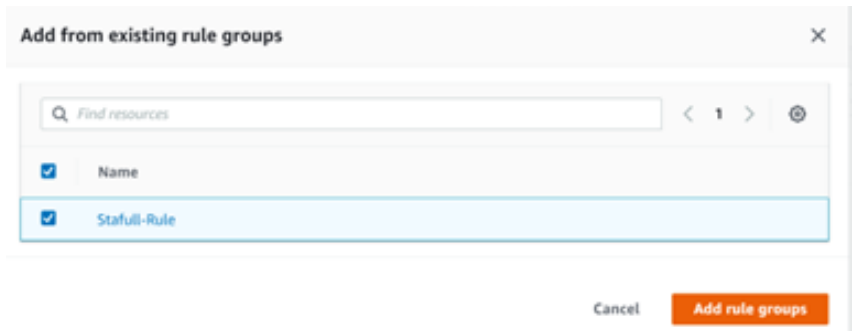 Add from existing rule groups
Find resources
1
Name
Stafull-Rule
Cancel Add rule groups